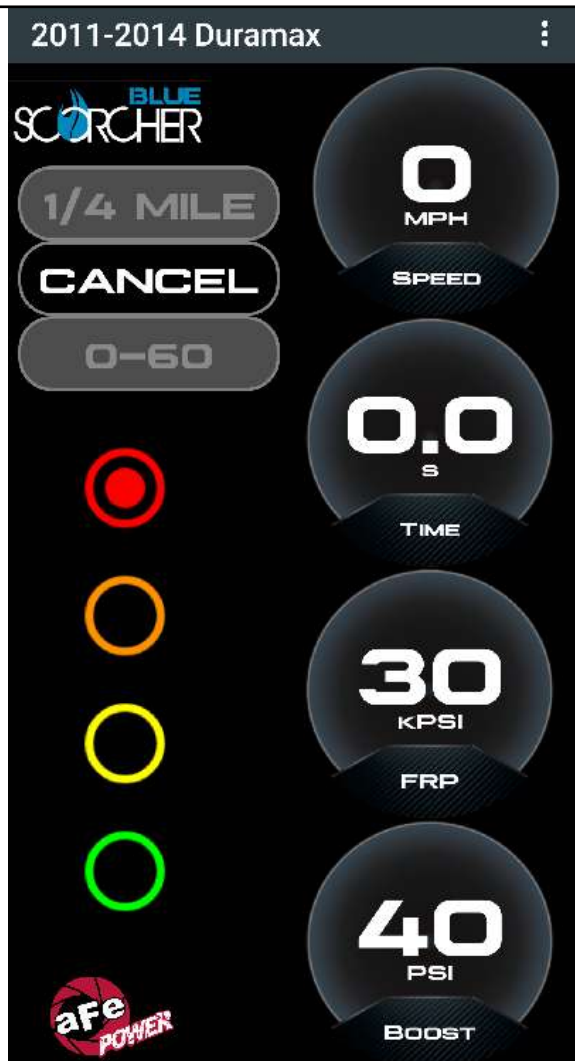 2011-2014 Duramax
BLUE
SCORCHER
1/4 MILE
CANCEL
0-60
0
MPH
SPEED
0.0
S
TIME
30
KPSI
FRP
40
PSI
BOOST
aFe
POWER